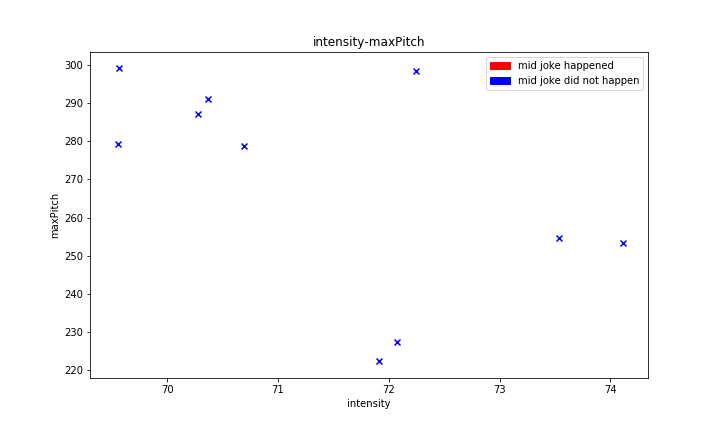 intensity-maxPitch
mid joke happened
mid joke did not happen
300
290
280
270
260
250
240
230
220
maxPitch
70
71
72
73
74
intensity